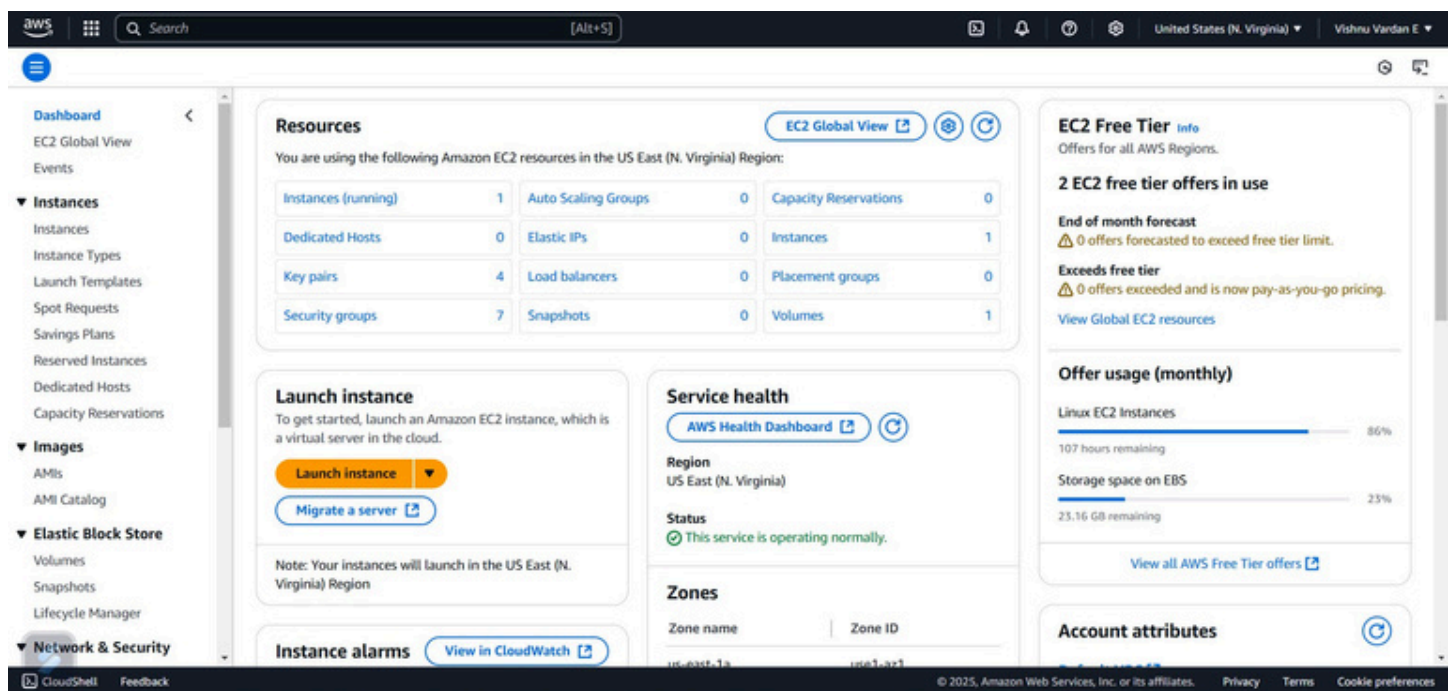 aws
Search [Alt+S]
United States (N. Virginia) Vishnu Vardan E
Dashboard
EC2 Global View
Events
Instances
Instances
Instance Types
Launch Templates
Spot Requests
Savings Plans
Reserved Instances
Dedicated Hosts
Capacity Reservations
Images
AMIs
AMI Catalog
Elastic Block Store
Volumes
Snapshots
Lifecycle Manager
Network & Security
Resources
EC2 Global View
You are using the following Amazon EC2 resources in the US East (N. Virginia) Region:
Instances (running) 1 Auto Scaling Groups 0 Capacity Reservations 0
Dedicated Hosts 0 Elastic IPs 0 Instances 1
Key pairs 4 Load balancers 0 Placement groups 0
Security groups 7 Snapshots 0 Volumes 1
Launch instance
To get started, launch an Amazon EC2 instance, which is
a virtual server in the cloud.
Launch instance
Migrate a server
Note: Your instances will launch in the US East (N.
Virginia) Region
Instance alarms View in CloudWatch
Service health
AWS Health Dashboard
Region
US East (N. Virginia)
Status
This service is operating normally.
Zones
Zone name Zone ID
us-east-1a use1-az1
EC2 Free Tier Info
Offers for all AWS Regions.
2 EC2 free tier offers in use
End of month forecast
0 offers forecasted to exceed free tier limit.
Exceeds free tier
0 offers exceeded and is now pay-as-you-go pricing.
View Global EC2 resources
Offer usage (monthly)
Linux EC2 Instances
86%
107 hours remaining
Storage space on EBS
23%
23.16 GB remaining
View all AWS Free Tier offers
Account attributes
CloudShell Feedback
© 2025, Amazon Web Services, Inc. or its affiliates. Privacy Terms Cookie preferences